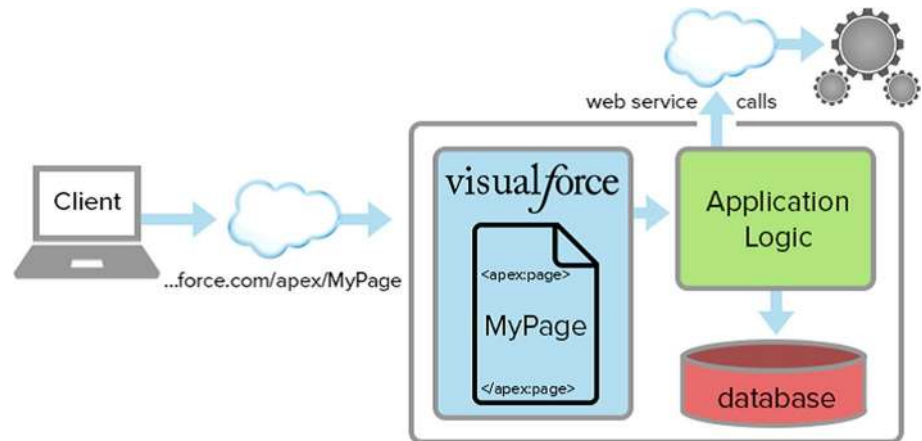 web service calls
Client
...force.com/apex/MyPage
visualforce
<apex:page>
MyPage
</apex:page>
Application
Logic
database